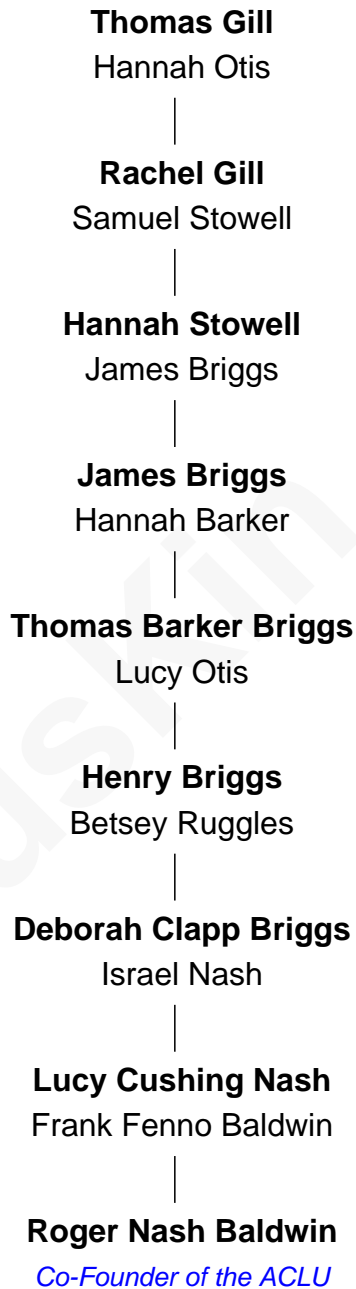 Thomas Gill
Hannah Otis
Rachel Gill
Samuel Stowell
Hannah Stowell
James Briggs
James Briggs
Hannah Barker
Thomas Barker Briggs
Lucy Otis
Henry Briggs
Betsey Ruggles
Deborah Clapp Briggs
Israel Nash
Lucy Cushing Nash
Frank Fenno Baldwin
Roger Nash Baldwin
Co-Founder of the ACLU